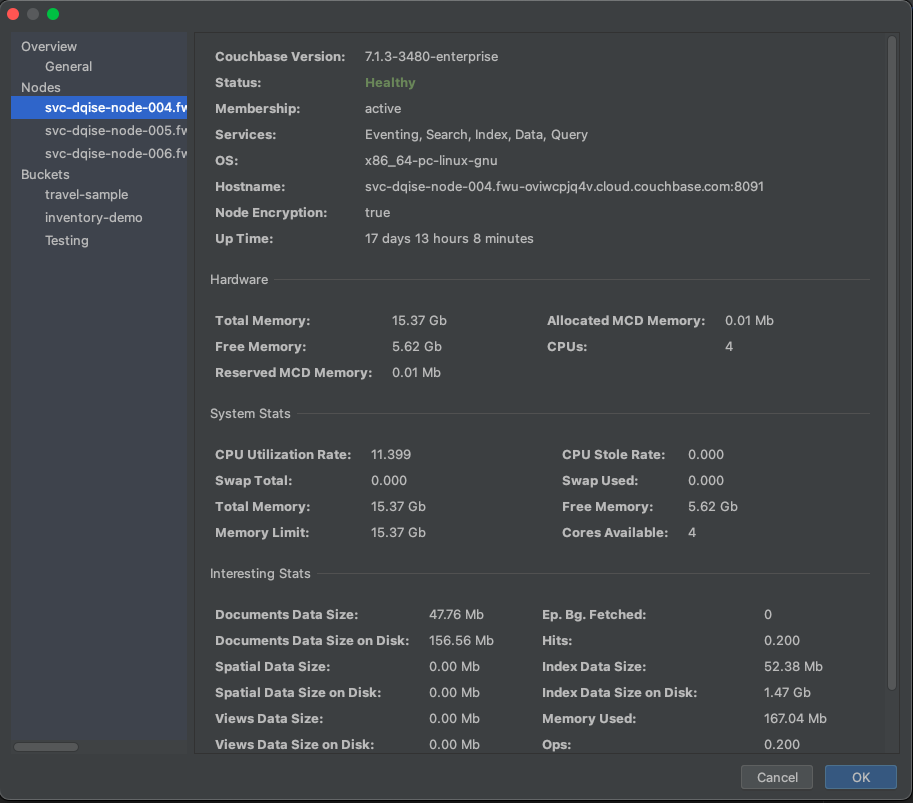 Overview
General
Nodes
svc-dqise-node-004.fw
svc-dqise-node-005.fw
svc-dqise-node-006.fw
Buckets
travel-sample
inventory-demo
Testing
Couchbase Version: 7.1.3-3480-enterprise
Status: Healthy
Membership: active
Services: Eventing, Search, Index, Data, Query
OS: x86_64-pc-linux-gnu
Hostname: svc-dqise-node-004.fwu-oviwcpjq4v.cloud.couchbase.com:8091
Node Encryption: true
Up Time: 17 days 13 hours 8 minutes
Hardware
Total Memory: 15.37 Gb Allocated MCD Memory: 0.01 Mb
Free Memory: 5.62 Gb CPUs: 4
Reserved MCD Memory: 0.01 Mb
System Stats
CPU Utilization Rate: 11.399 CPU Stole Rate: 0.000
Swap Total: 0.000 Swap Used: 0.000
Total Memory: 15.37 Gb Free Memory: 5.62 Gb
Memory Limit: 15.37 Gb Cores Available: 4
Interesting Stats
Documents Data Size: 47.76 Mb Ep. Bg. Fetched: 0
Documents Data Size on Disk: 156.56 Mb Hits: 0.200
Spatial Data Size: 0.00 Mb Index Data Size: 52.38 Mb
Spatial Data Size on Disk: 0.00 Mb Index Data Size on Disk: 1.47 Gb
Views Data Size: 0.00 Mb Memory Used: 167.04 Mb
Views Data Size on Disk: 0.00 Mb Ops: 0.200
Cancel OK